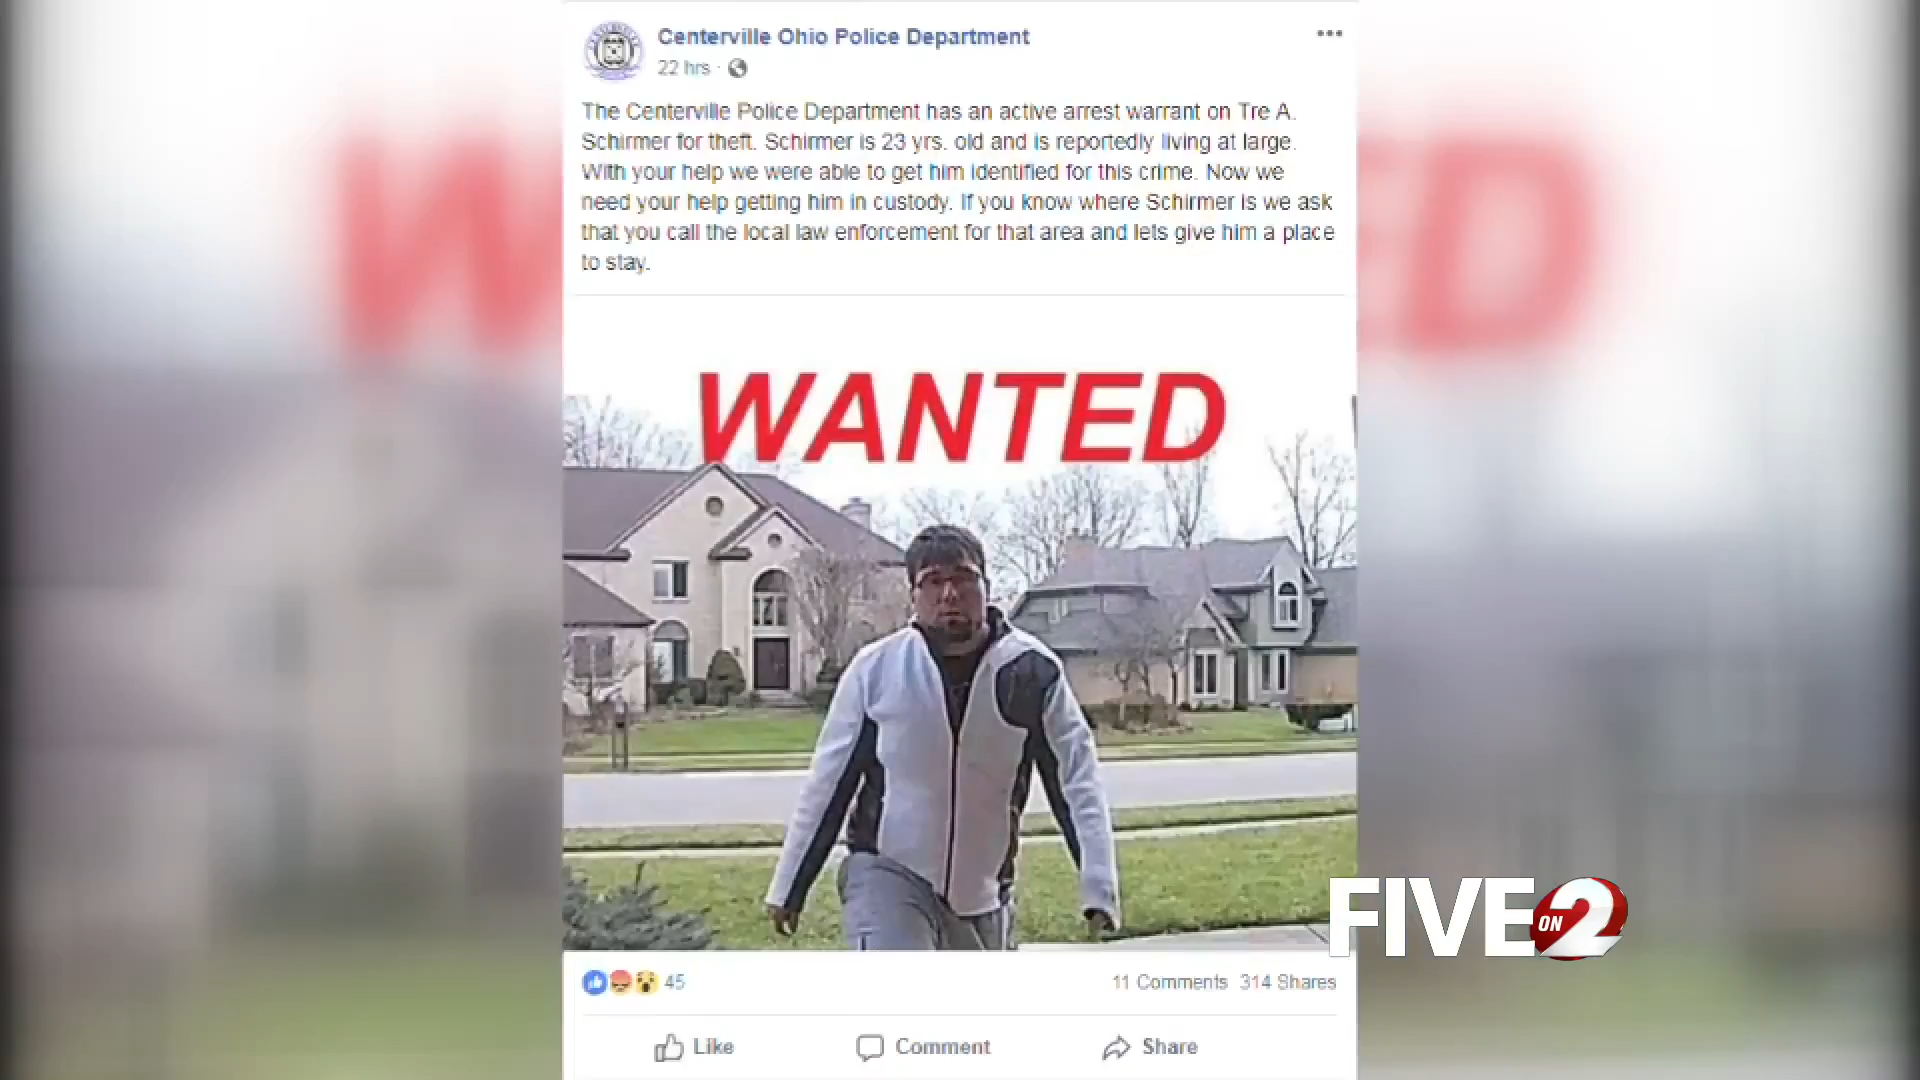 Centerville Ohio Police Department
22 hrs ·
The Centerville Police Department has an active arrest warrant on Tre A.
Schirmer for theft. Schirmer is 23 yrs. old and is reportedly living at large.
With your help we were able to get him identified for this crime. Now we
need your help getting him in custody. If you know where Schirmer is we ask
that you call the local law enforcement for that area and lets give him a place
to stay.
WANTED
FIVE ON 2
45
11 Comments 314 Shares
Like Comment Share